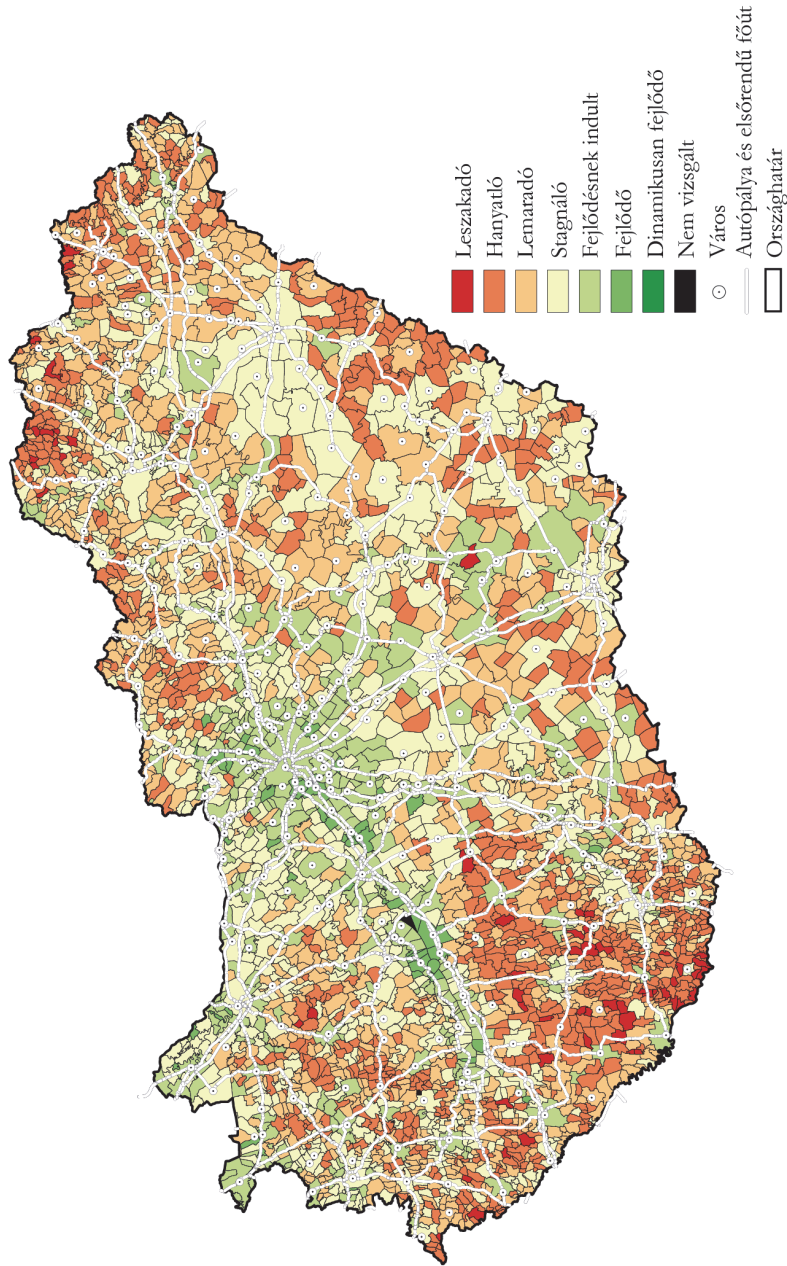 Leszakadó
Hanyatló
Lemaradó
Stagnáló
Fejlődésnek indult
Fejlődő
Dinamikusan fejlődő
Nem vizsgált
Város
Autópálya és elsőrendű főút
Országhatár